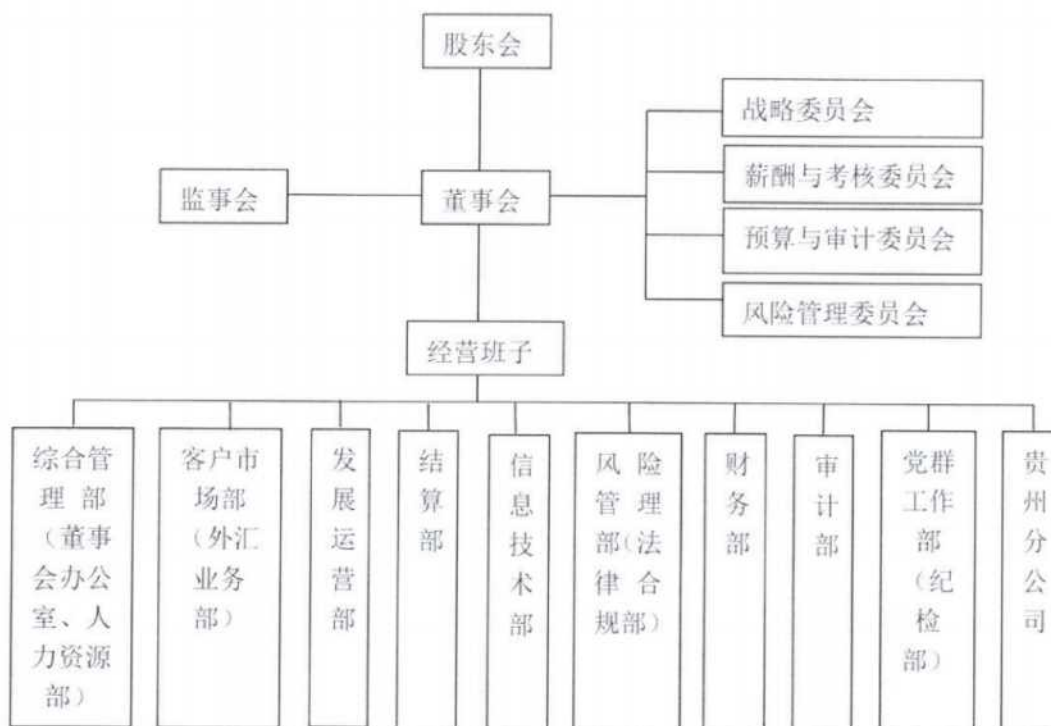 股东会
战略委员会
薪酬与考核委员会
监事会
董事会
预算与审计委员会
风险管理委员会
经营班子
综合管
理部
（董事
会办公
室、人
力资源
部）
客户市
场部
（外汇
业务
部）
发
展
运
营
部
结
算
部
信
息
技
术
部
风险
管理
部（法
律合
规部）
财
务
部
审
计
部
党群
工作
部
（纪
检
部）
贵
州
分
公
司